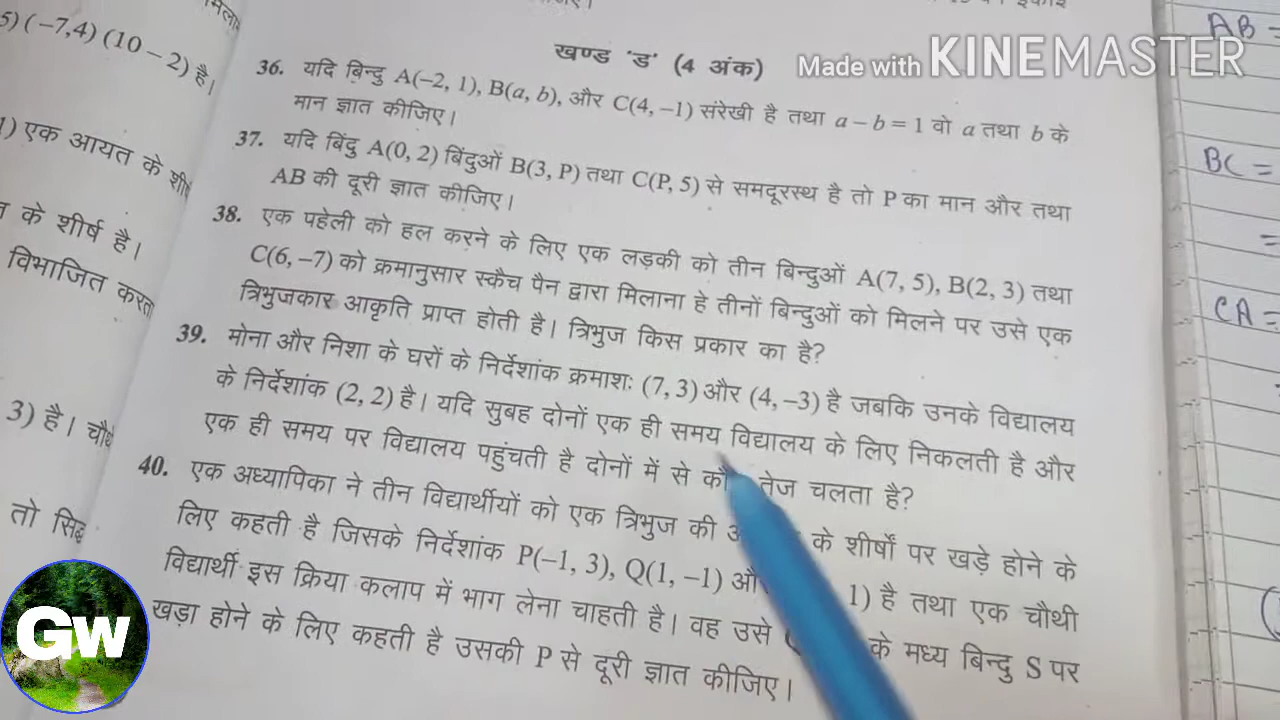 मिला
जिए।
5) (−7,4) (10 − 2) है।
1) एक आयत के शी
के शीर्ष है।
विभाजित करता
3) है। चौथे
तो सिद्ध
खण्ड 'ड' (4 अंक)
Made with KINEMASTER
36. यदि बिन्दु A(−2, 1), B(a, b), और C(4, −1) संरेखी है तथा a − b = 1 वो a तथा b के
मान ज्ञात कीजिए।
37. यदि बिंदु A(0, 2) बिंदुओं B(3, P) तथा C(P, 5) से समदूरस्थ है तो P का मान और तथा
AB की दूरी ज्ञात कीजिए।
38. एक पहेली को हल करने के लिए एक लड़की को तीन बिन्दुओं A(7, 5), B(2, 3) तथा
C(6, −7) को क्रमानुसार स्कैच पैन द्वारा मिलाना हे तीनों बिन्दुओं को मिलने पर उसे एक
त्रिभुजकार आकृति प्राप्त होती है। त्रिभुज किस प्रकार का है?
39. मोना और निशा के घरों के निर्देशांक क्रमाशः (7, 3) और (4, −3) है जबकि उनके विद्यालय
के निर्देशांक (2, 2) है। यदि सुबह दोनों एक ही समय विद्यालय के लिए निकलती है और
एक ही समय पर विद्यालय पहुंचती है दोनों में से तेज चलता है?
40. एक अध्यापिका ने तीन विद्यार्थीयों को एक त्रिभुज की के शीर्षों पर खड़े होने के
लिए कहती है जिसके निर्देशांक P(−1, 3), Q(1, −1) 1) है तथा एक चौथी
विद्यार्थी इस क्रिया कलाप में भाग लेना चाहती है। वह उसे के मध्य बिन्दु S पर
खड़ा होने के लिए कहती है उसकी P से दूरी ज्ञात कीजिए।
AB =
BC =
=
CA =
GW